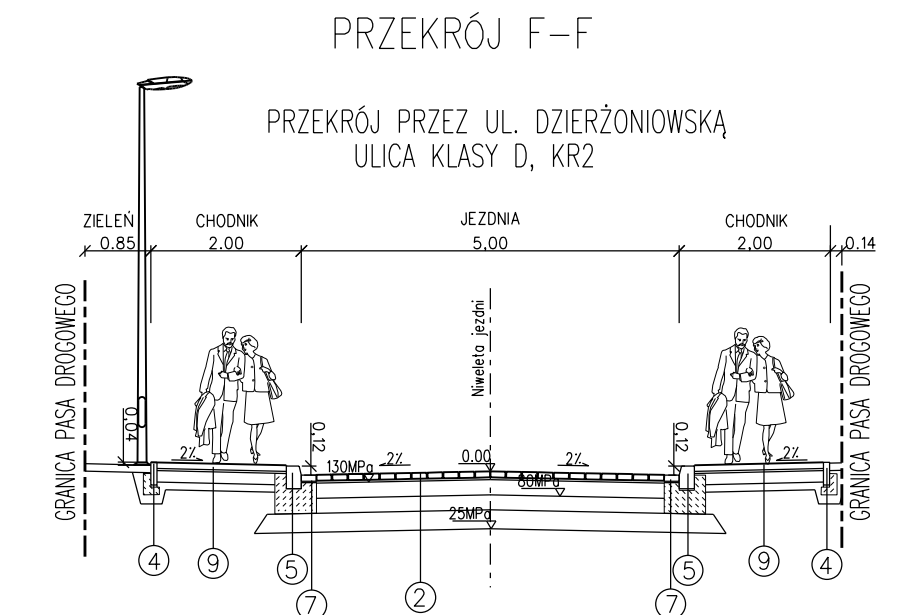 PRZEKRÓJ F-F
PRZEKRÓJ PRZEZ UL. DZIERŻONIOWSKĄ
ULICA KLASY D, KR2
ZIELEŃ CHODNIK JEZDNIA CHODNIK
0.85 2.00 5.00 2.00 0.14
GRANICA PASA DROGOWEGO
Niweleta jezdni
GRANICA PASA DROGOWEGO
0.04
0.12
0.12
2% 130MPa 2% 0.00 2% 2%
80MPa
25MPa
4 9 5 7 2 7 5 9 4